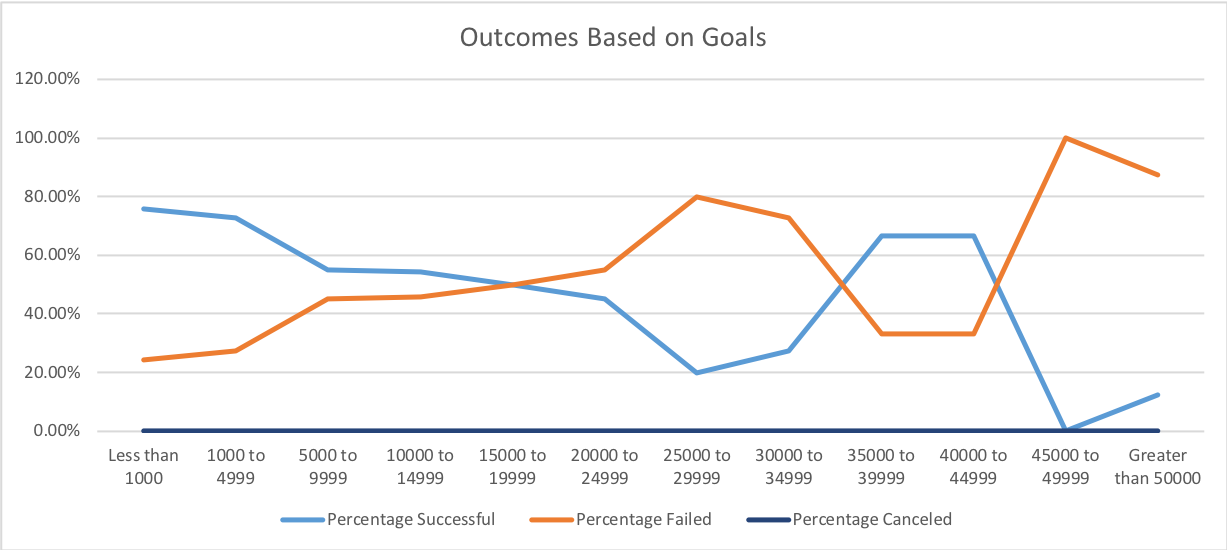 Outcomes Based on Goals
120.00%
100.00%
80.00%
60.00%
40.00%
20.00%
0.00%
Less than
1000
1000 to
4999
5000 to
9999
10000 to
14999
15000 to
19999
20000 to
24999
25000 to
29999
30000 to
34999
35000 to
39999
40000 to
44999
45000 to
49999
Greater
than 50000
Percentage Successful
Percentage Failed
Percentage Canceled